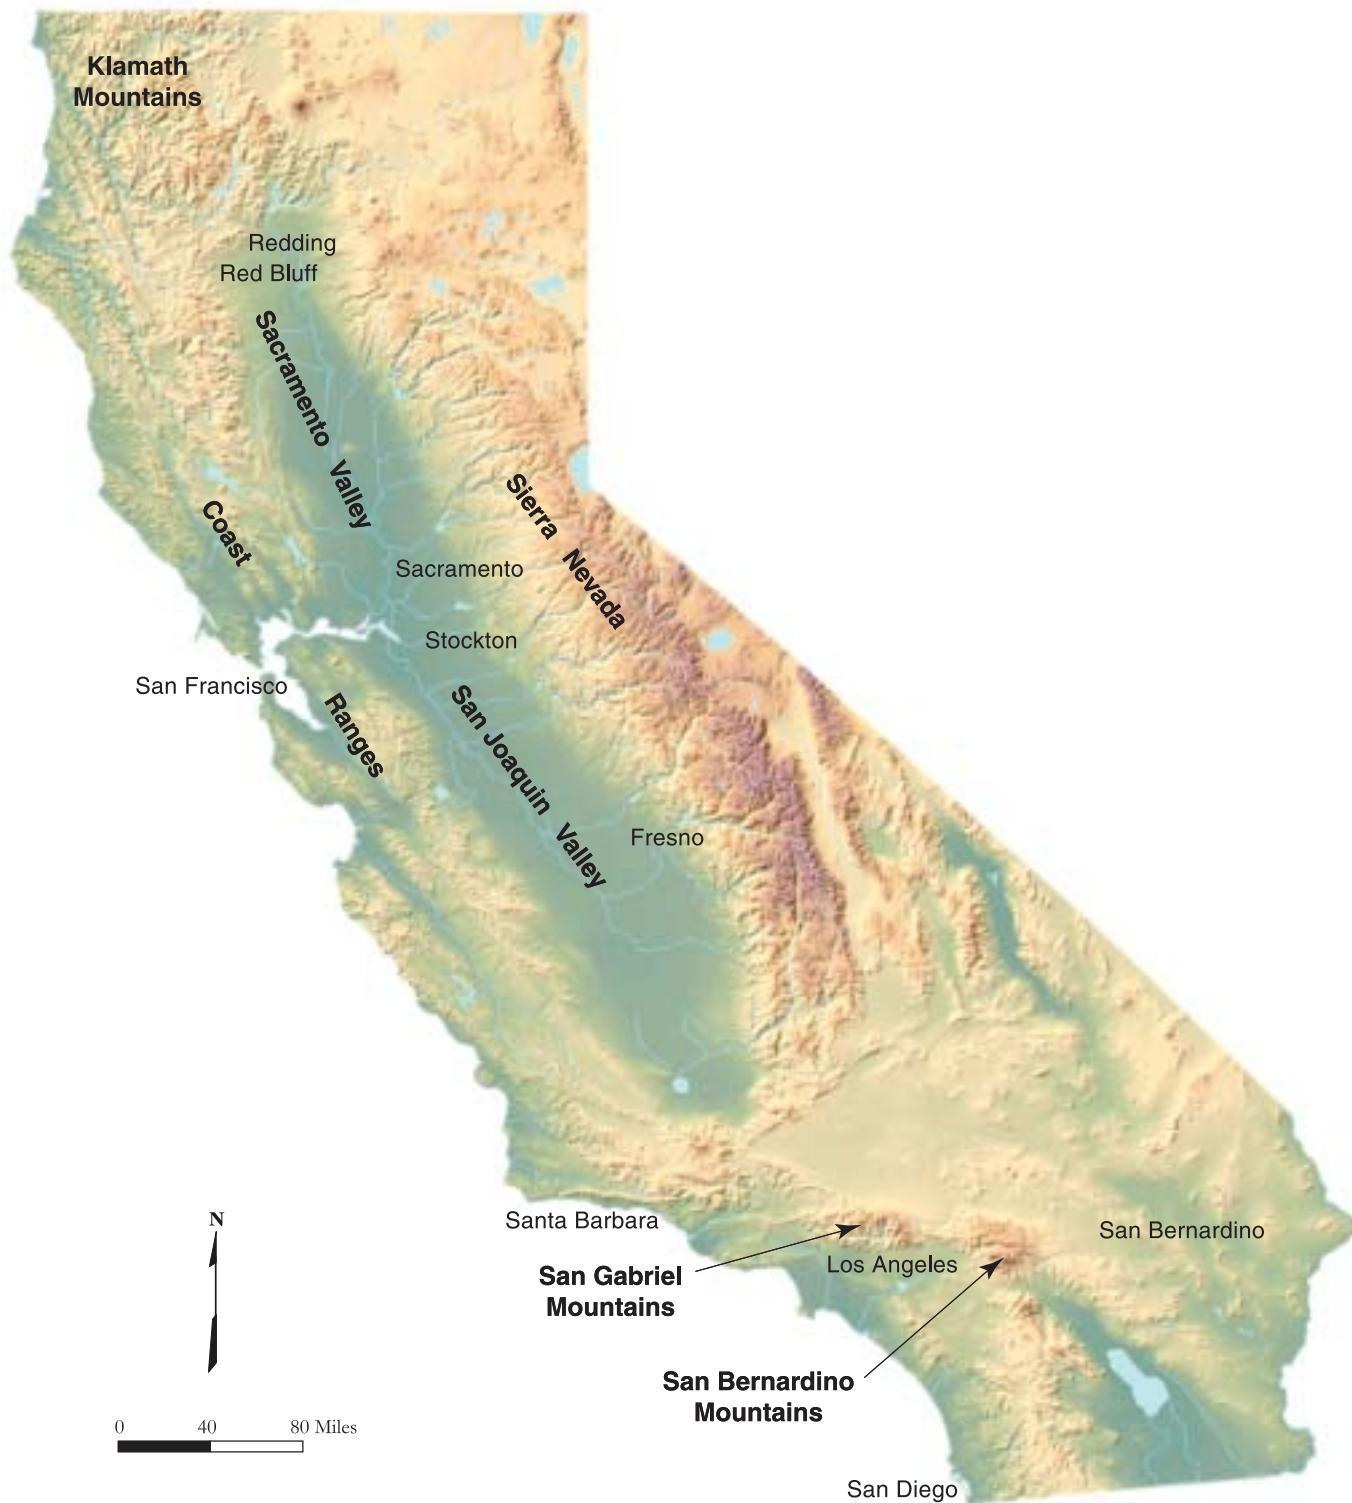 Klamath
Mountains
Redding
Red Bluff
Sacramento Valley
Coast
Sierra Nevada
Sacramento
Stockton
San Francisco
Ranges
San Joaquin Valley
Fresno
N
Santa Barbara
San Bernardino
San Gabriel
Mountains
Los Angeles
San Bernardino
Mountains
0 40 80 Miles
San Diego